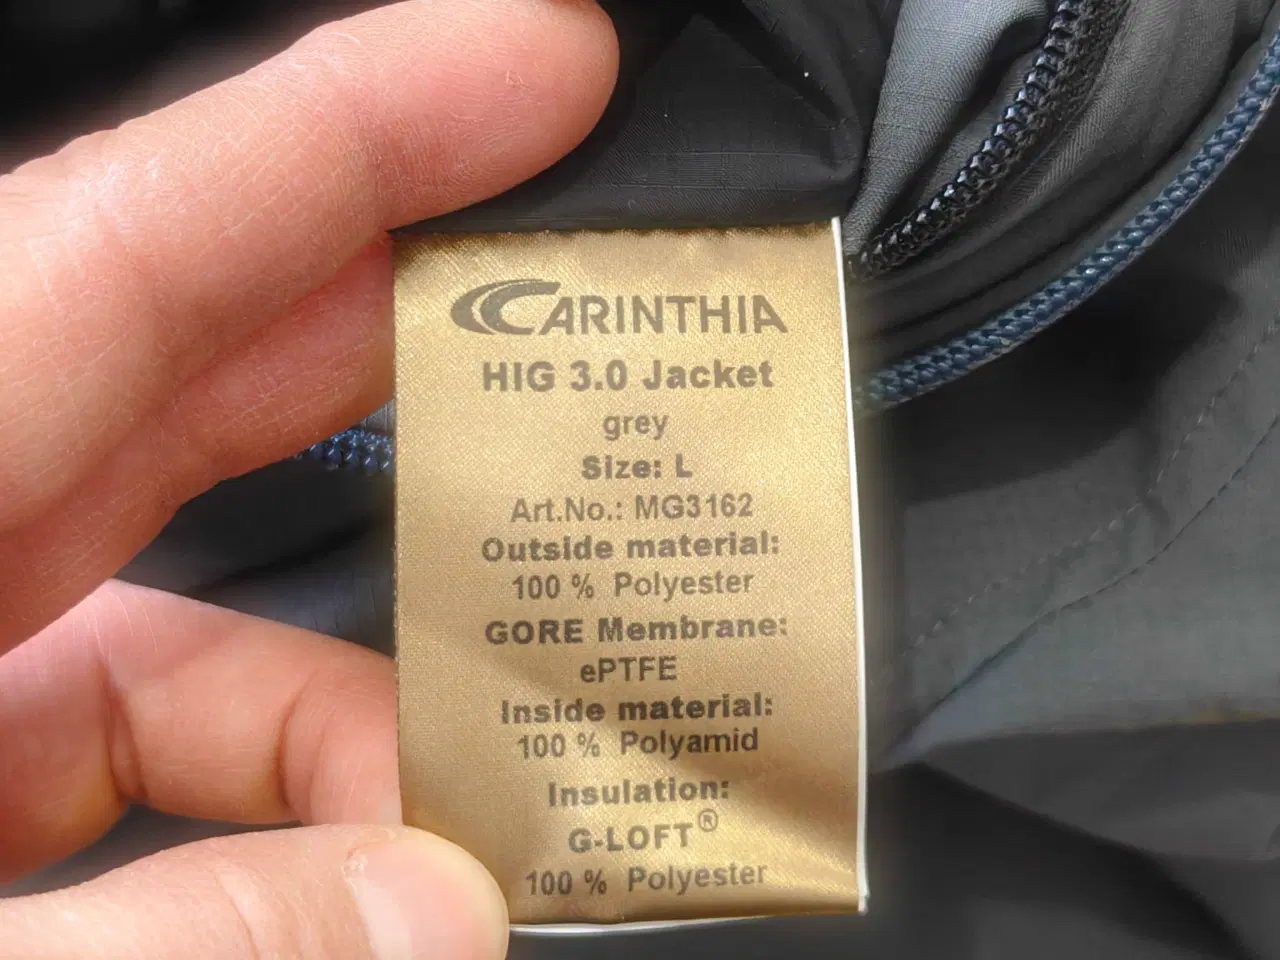 CARINTHIA
HIG 3.0 Jacket
grey
Size: L
Art.No.: MG3162
Outside material:
100 % Polyester
GORE Membrane:
ePTFE
Inside material:
100 % Polyamid
Insulation:
G-LOFT®
100 % Polyester